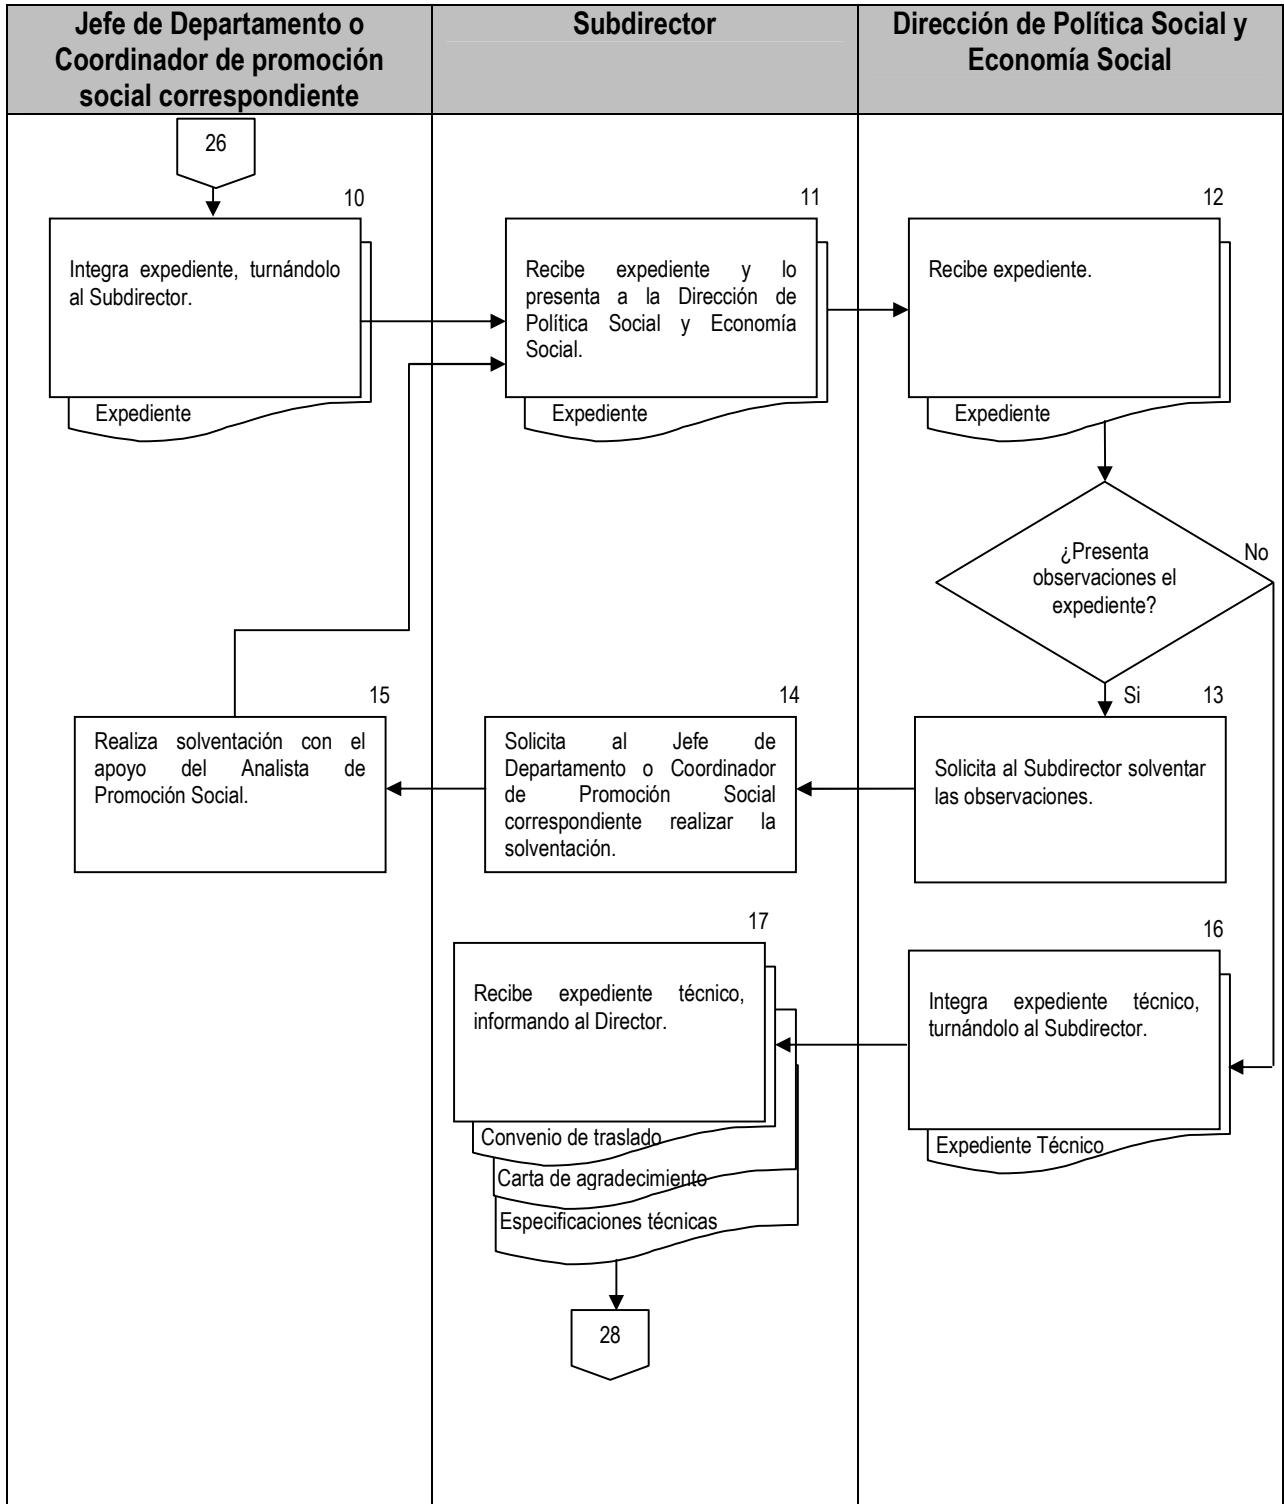 Jefe de Departamento o
Coordinador de promoción
social correspondiente
Subdirector
Dirección de Política Social y
Economía Social
26
10
Integra expediente, turnándolo
al Subdirector.
Expediente
11
Recibe expediente y lo
presenta a la Dirección de
Política Social y Economía
Social.
Expediente
12
Recibe expediente.
Expediente
¿Presenta
observaciones el
expediente?
No
Si
13
Solicita al Subdirector solventar
las observaciones.
14
Solicita al Jefe de
Departamento o Coordinador
de Promoción Social
correspondiente realizar la
solventación.
15
Realiza solventación con el
apoyo del Analista de
Promoción Social.
16
Integra expediente técnico,
turnándolo al Subdirector.
Expediente Técnico
17
Recibe expediente técnico,
informando al Director.
Convenio de traslado
Carta de agradecimiento
Especificaciones técnicas
28